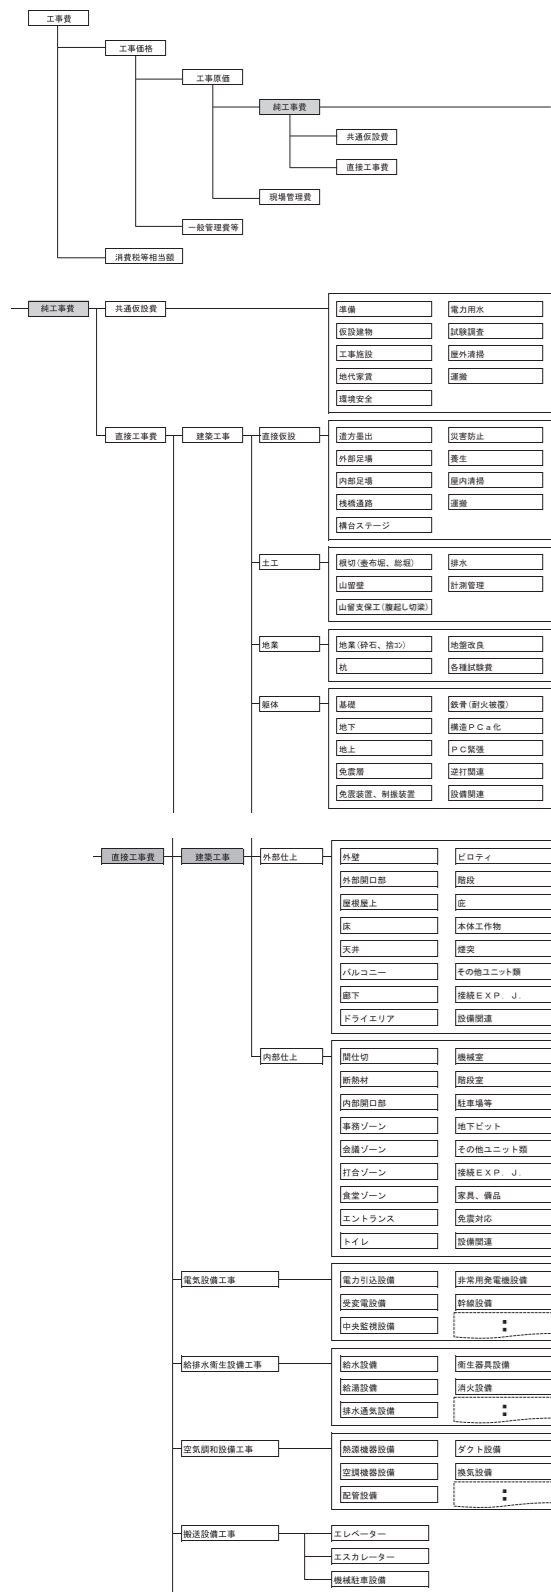 工事費
工事価格
工事原価
純工事費
共通仮設費
直接工事費
現場管理費
一般管理費等
消費税等相当額
純工事費
共通仮設費
準備
電力用水
仮設建物
試験調査
工事施設
屋外清掃
地代家賃
運搬
環境安全
直接工事費
建築工事
直接仮設
遣方墨出
災害防止
外部足場
養生
内部足場
屋内清掃
桟橋通路
運搬
構台ステージ
土工
根切(壷布堀、総堀)
排水
山留壁
計測管理
山留支保工(腹起し切梁)
地業
地業(砕石、捨コン)
地盤改良
杭
各種試験費
躯体
基礎
鉄骨(耐火被覆)
地下
構造PCa化
地上
PC緊張
免震層
逆打関連
免震装置、制振装置
設備関連
直接工事費
建築工事
外部仕上
外壁
ピロティ
外部開口部
階段
屋根屋上
庇
床
本体工作物
天井
煙突
バルコニー
その他ユニット類
廊下
接続EXP. J.
ドライエリア
設備関連
内部仕上
間仕切
機械室
断熱材
階段室
内部開口部
駐車場等
事務ゾーン
地下ピット
会議ゾーン
その他ユニット類
打合ゾーン
接続EXP. J.
食堂ゾーン
家具、備品
エントランス
免震対応
トイレ
設備関連
電気設備工事
電力引込設備
非常用発電機設備
受変電設備
幹線設備
中央監視設備
:
給排水衛生設備工事
給水設備
衛生器具設備
給湯設備
消火設備
排水通気設備
:
空気調和設備工事
熱源機器設備
ダクト設備
空調機器設備
換気設備
配管設備
:
搬送設備工事
エレベーター
エスカレーター
機械駐車設備